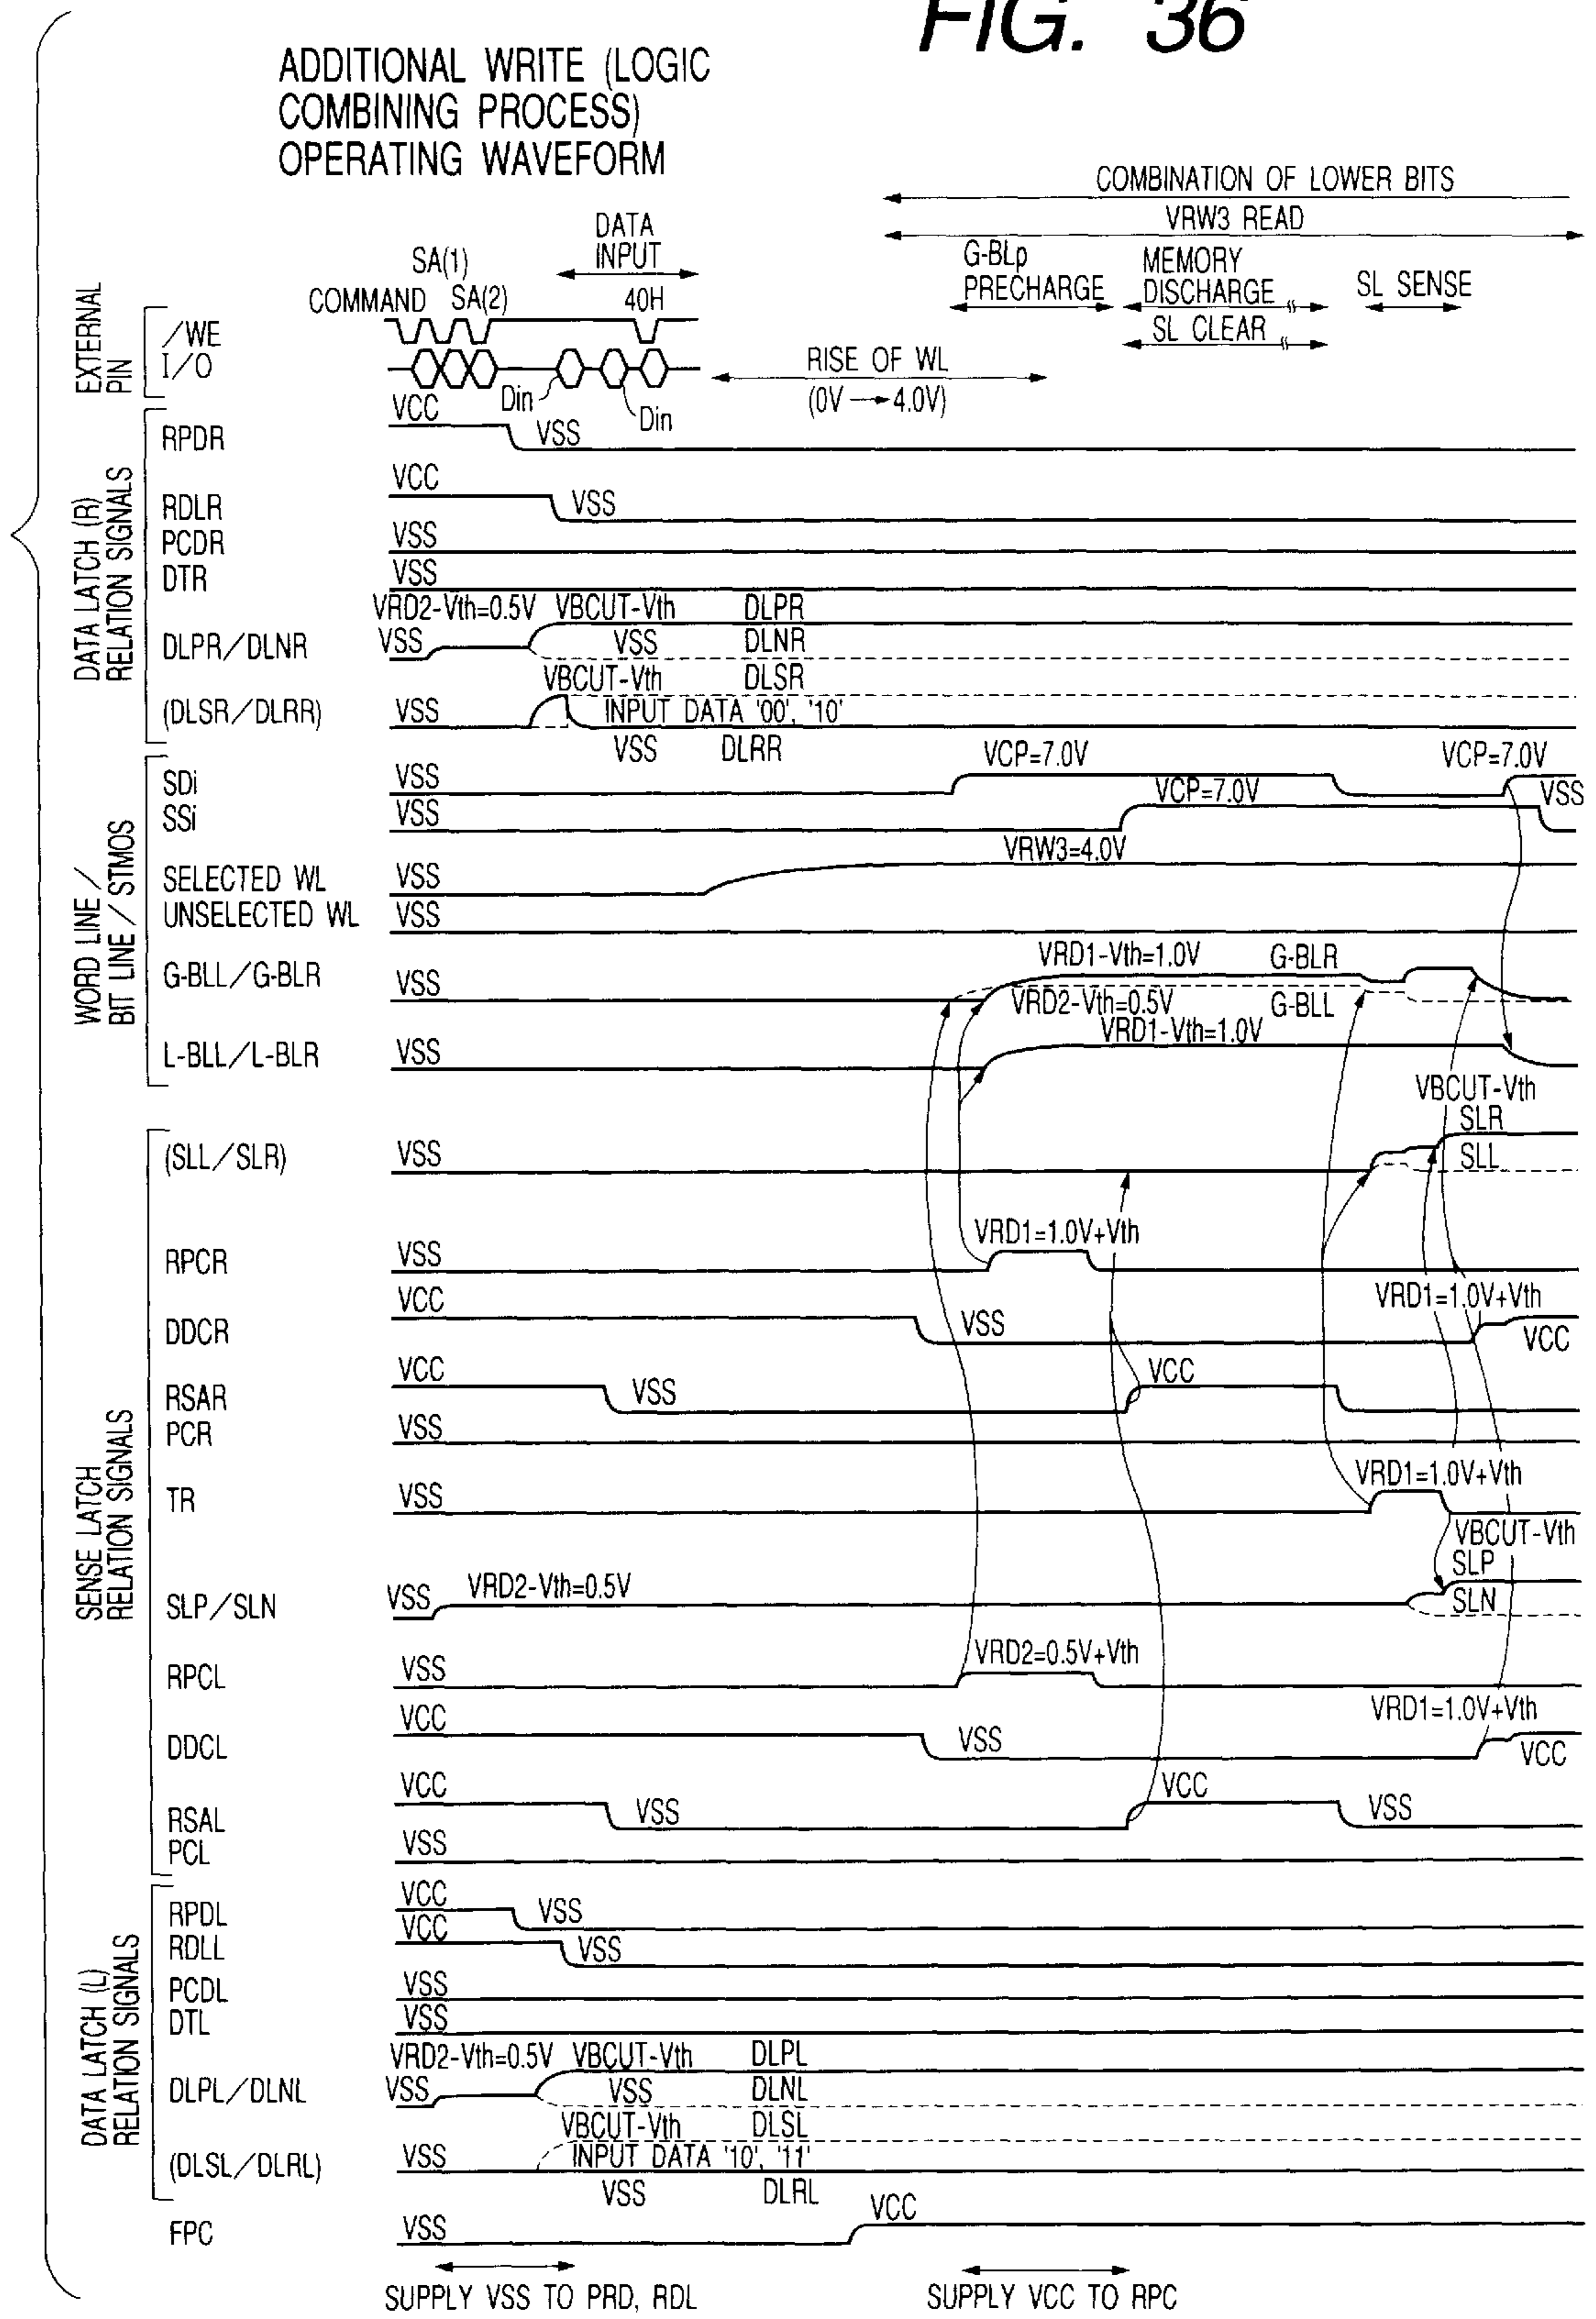 FIG. 36
ADDITIONAL WRITE (LOGIC
COMBINING PROCESS)
OPERATING WAVEFORM
COMBINATION OF LOWER BITS
VRW3 READ
DATA
INPUT
G-BLp
PRECHARGE
MEMORY
DISCHARGE
SL SENSE
SL CLEAR
SA(1)
COMMAND SA(2)
40H
EXTERNAL
PIN
/WE
I/O
Din
Din
RISE OF WL
(0V → 4.0V)
DATA LATCH (R)
RELATION SIGNALS
RPDR
VCC
VSS
RDLR
VCC
VSS
PCDR
VSS
DTR
VSS
VRD2-Vth=0.5V VBCUT-Vth DLPR
DLPR/DLNR
VSS
VSS
DLNR
VBCUT-Vth DLSR
(DLSR/DLRR)
VSS
INPUT DATA '00', '10'
VSS DLRR
WORD LINE /
BIT LINE / STMOS
SDi
VSS
VCP=7.0V
VCP=7.0V
SSi
VSS
VCP=7.0V
VSS
SELECTED WL
VSS
VRW3=4.0V
UNSELECTED WL
VSS
G-BLL/G-BLR
VSS
VRD1-Vth=1.0V
G-BLR
VRD2-Vth=0.5V
G-BLL
L-BLL/L-BLR
VSS
VRD1-Vth=1.0V
SENSE LATCH
RELATION SIGNALS
(SLL/SLR)
VSS
VBCUT-Vth
SLR
SLL
RPCR
VSS
VRD1=1.0V+Vth
DDCR
VCC
VSS
VRD1=1.0V+Vth
VCC
RSAR
VCC
VSS
VCC
PCR
VSS
TR
VSS
VRD1=1.0V+Vth
SLP/SLN
VSS
VRD2-Vth=0.5V
VBCUT-Vth
SLP
SLN
RPCL
VSS
VRD2=0.5V+Vth
DDCL
VCC
VSS
VRD1=1.0V+Vth
VCC
RSAL
VCC
VSS
VCC
VSS
PCL
VSS
DATA LATCH (L)
RELATION SIGNALS
RPDL
VCC
VSS
RDLL
VCC
VSS
PCDL
VSS
DTL
VSS
VRD2-Vth=0.5V VBCUT-Vth DLPL
DLPL/DLNL
VSS
VSS
DLNL
VBCUT-Vth DLSL
(DLSL/DLRL)
VSS
INPUT DATA '10', '11'
VSS DLRL
FPC
VSS
VCC
SUPPLY VSS TO PRD, RDL
SUPPLY VCC TO RPC